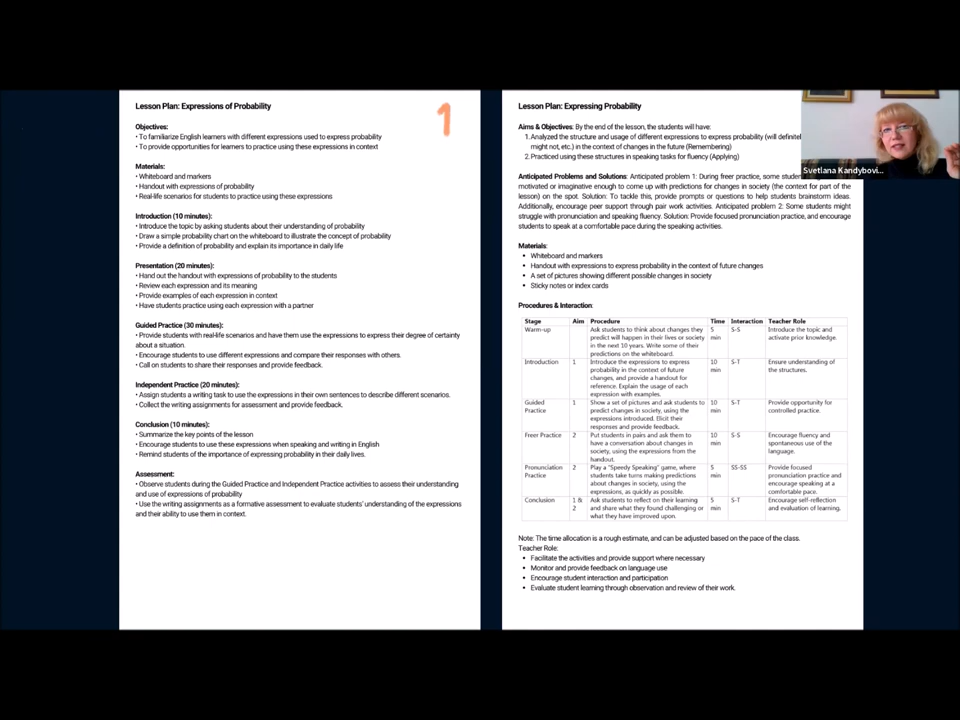 Lesson Plan: Expressions of Probability
1
Objectives:
• To familiarize English learners with different expressions used to express probability
• To provide opportunities for learners to practice using these expressions in context
Materials:
• Whiteboard and markers
• Handout with expressions of probability
• Real-life scenarios for students to practice using these expressions
Introduction (10 minutes):
• Introduce the topic by asking students about their understanding of probability
• Draw a simple probability chart on the whiteboard to illustrate the concept of probability
• Provide a definition of probability and explain its importance in daily life
Presentation (20 minutes):
• Hand out the handout with expressions of probability to the students
• Review each expression and its meaning
• Provide examples of each expression in context
• Have students practice using each expression with a partner
Guided Practice (30 minutes):
• Provide students with real-life scenarios and have them use the expressions to express their degree of certainty
about a situation.
• Encourage students to use different expressions and compare their responses with others.
• Call on students to share their responses and provide feedback.
Independent Practice (20 minutes):
• Assign students a writing task to use the expressions in their own sentences to describe different scenarios.
• Collect the writing assignments for assessment and provide feedback.
Conclusion (10 minutes):
• Summarize the key points of the lesson
• Encourage students to use these expressions when speaking and writing in English
• Remind students of the importance of expressing probability in their daily lives.
Assessment:
• Observe students during the Guided Practice and Independent Practice activities to assess their understanding
and use of expressions of probability
• Use the writing assignments as a formative assessment to evaluate students' understanding of the expressions
and their ability to use them in context.
Lesson Plan: Expressing Probability
Aims & Objectives: By the end of the lesson, the students will have:
1. Analyzed the structure and usage of different expressions to express probability (will definitel
might not, etc.) in the context of changes in the future (Remembering)
2. Practiced using these structures in speaking tasks for fluency (Applying)
Svetlana Kandybovi...
Anticipated Problems and Solutions: Anticipated problem 1: During freer practice, some studen
motivated or imaginative enough to come up with predictions for changes in society (the context for part of the
lesson) on the spot. Solution: To tackle this, provide prompts or questions to help students brainstorm ideas.
Additionally, encourage peer support through pair work activities. Anticipated problem 2: Some students might
struggle with pronunciation and speaking fluency. Solution: Provide focused pronunciation practice, and encourage
students to speak at a comfortable pace during the speaking activities.
Materials:
• Whiteboard and markers
• Handout with expressions to express probability in the context of future changes
• A set of pictures showing different possible changes in society
• Sticky notes or index cards
Procedures & Interaction:
Stage Aim Procedure Time Interaction Teacher Role
Warm-up Ask students to think about changes they 5 S-S Introduce the topic and
predict will happen in their lives or society min activate prior knowledge.
in the next 10 years. Write some of their
predictions on the whiteboard.
Introduction 1 Introduce the expressions to express 10 S-T Ensure understanding of
probability in the context of future min the structures.
changes, and provide a handout for
reference. Explain the usage of each
expression with examples.
Guided 1 Show a set of pictures and ask students to 10 S-T Provide opportunity for
Practice predict changes in society, using the min controlled practice.
expressions introduced. Elicit their
responses and provide feedback.
Freer Practice 2 Put students in pairs and ask them to 10 S-S Encourage fluency and
have a conversation about changes in min spontaneous use of the
society, using the expressions from the language.
handout.
Pronunciation 2 Play a "Speedy Speaking" game, where 5 SS-SS Provide focused
Practice students take turns making predictions min pronunciation practice and
about changes in society, using the encourage speaking at a
expressions, as quickly as possible. comfortable pace.
Conclusion 1 & Ask students to reflect on their learning 5 S-T Encourage self-reflection
2 and share what they found challenging or min and evaluation of learning.
what they have improved upon.
Note: The time allocation is a rough estimate, and can be adjusted based on the pace of the class.
Teacher Role:
• Facilitate the activities and provide support where necessary
• Monitor and provide feedback on language use
• Encourage student interaction and participation
• Evaluate student learning through observation and review of their work.